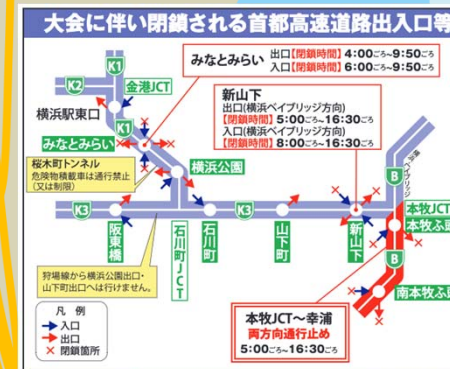 大会に伴い閉鎖される首都高速道路出入口等
みなとみらい 出口【閉鎖時間】4:00ごろ~9:50ごろ
入口【閉鎖時間】6:00ごろ~9:50ごろ
新山下
出口(横浜ベイブリッジ方向)
【閉鎖時間】5:00ごろ~16:30ごろ
入口(横浜ベイブリッジ方向)
【閉鎖時間】8:00ごろ~16:30ごろ
K1
K2
金港JCT
横浜駅東口
K1
みなとみらい
桜木町トンネル
危険物積載車は通行禁止
(又は制限)
横浜公園
横浜ベイブリッジ
B
K3
K3
阪東橋
石川町JCT
石川町
山下町
新山下
本牧JCT
本牧ふ頭
B
南本牧ふ
狩場線から横浜公園出口・
山下町出口へは行けません。
凡例
入口
出口
閉鎖箇所
本牧JCT~幸浦
両方向通行止め
5:00ごろ~16:30ごろ